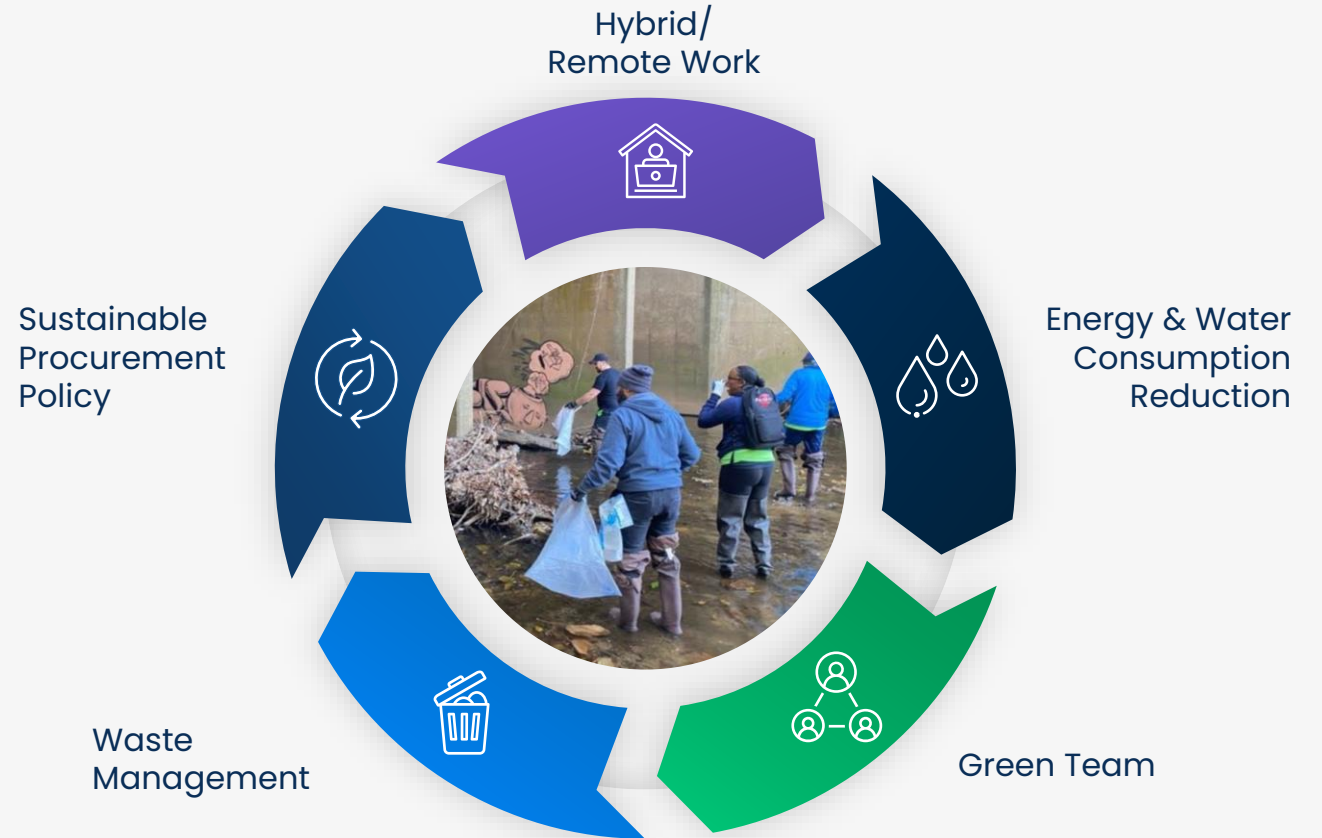 Hybrid/
Remote Work
Energy & Water
Consumption
Reduction
Green Team
Waste
Management
Sustainable
Procurement
Policy